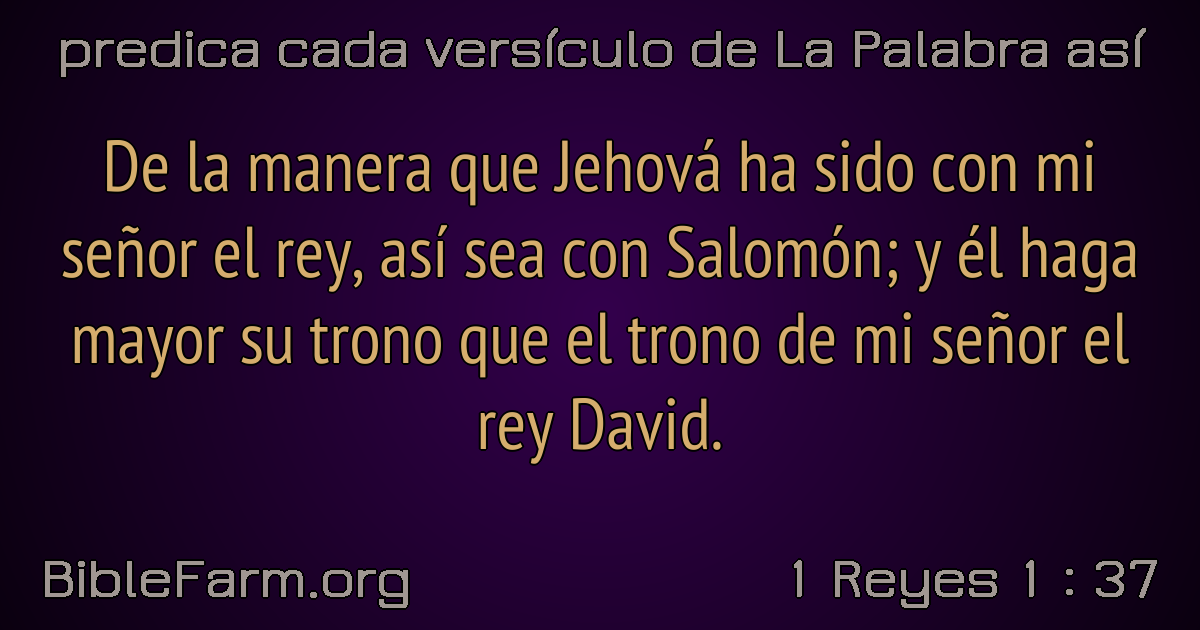 predica cada versículo de La Palabra así
De la manera que Jehová ha sido con mi
señor el rey, así sea con Salomón; y él haga
mayor su trono que el trono de mi señor el
rey David.
BibleFarm.org
1 Reyes 1 : 37